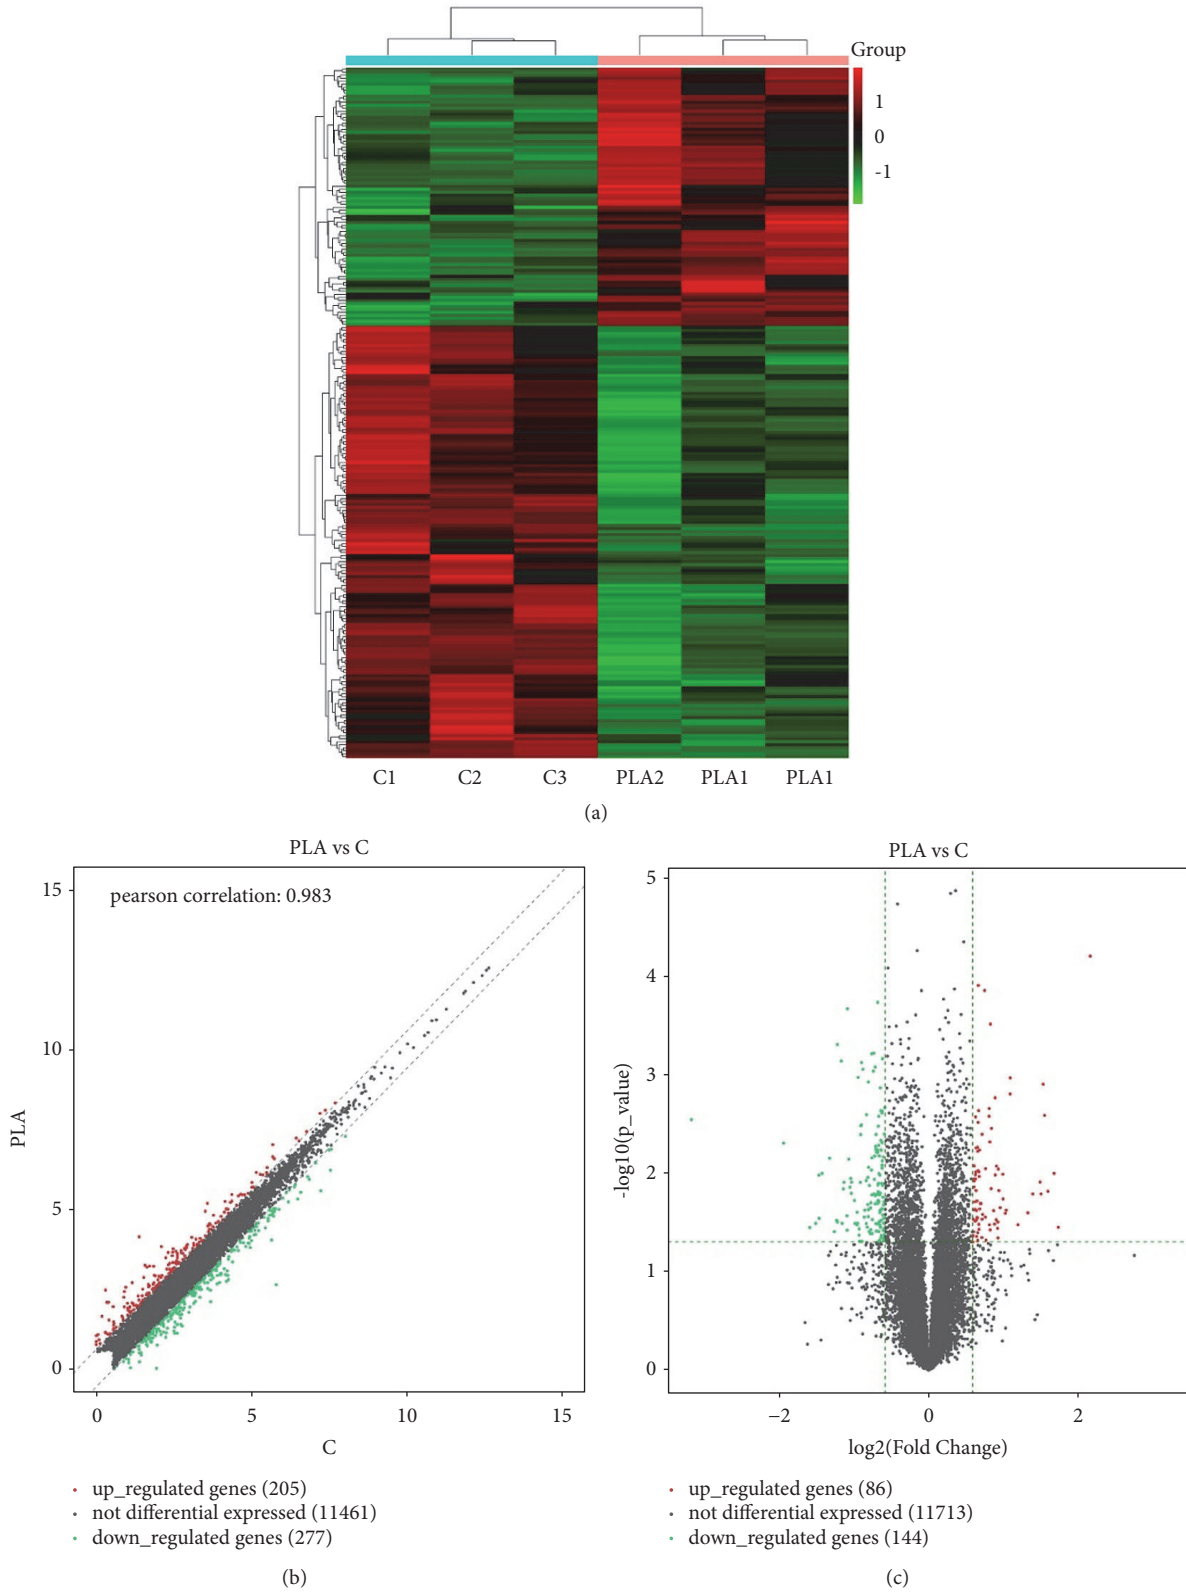 Group
1
0
-1
C1 C2 C3 PLA2 PLA1 PLA1
(a)
PLA vs C
pearson correlation: 0.983
15
10
5
0
PLA
0 5 10 15
C
up_regulated genes (205)
not differential expressed (11461)
down_regulated genes (277)
(b)
PLA vs C
5
4
3
2
1
0
-log10(p_value)
−2 0 2
log2(Fold Change)
up_regulated genes (86)
not differential expressed (11713)
down_regulated genes (144)
(c)